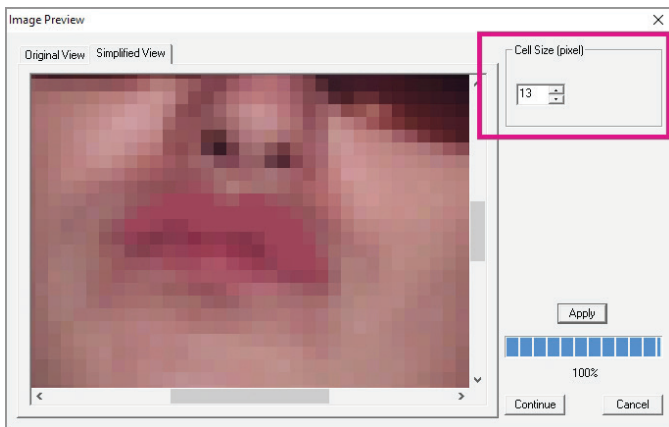 Image Preview
Original View Simplified View
Cell Size (pixel)
13
Apply
100%
Continue Cancel